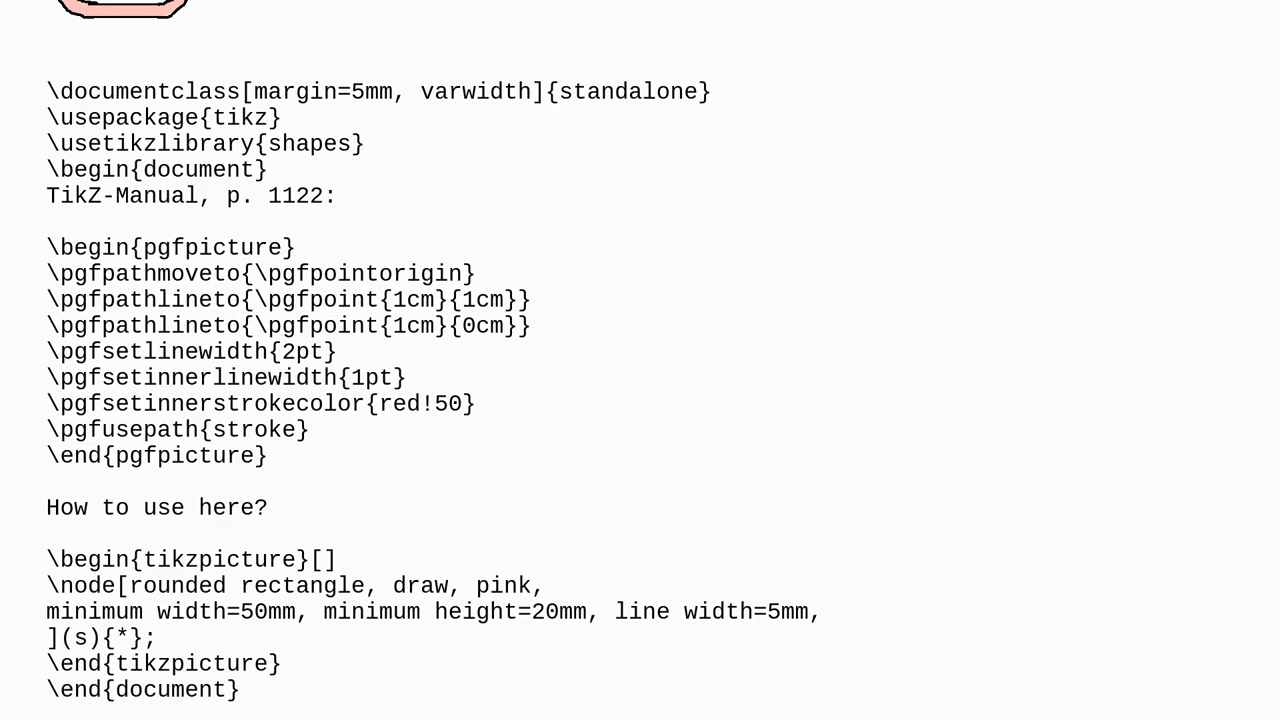 \documentclass[margin=5mm, varwidth]{standalone}
\usepackage{tikz}
\usetikzlibrary{shapes}
\begin{document}
TikZ-Manual, p. 1122:
\begin{pgfpicture}
\pgfpathmoveto{\pgfpointorigin}
\pgfpathlineto{\pgfpoint{1cm}{1cm}}
\pgfpathlineto{\pgfpoint{1cm}{0cm}}
\pgfsetlinewidth{2pt}
\pgfsetinnerlinewidth{1pt}
\pgfsetinnerstrokecolor{red!50}
\pgfusepath{stroke}
\end{pgfpicture}
How to use here?
\begin{tikzpicture}[]
\node[rounded rectangle, draw, pink,
minimum width=50mm, minimum height=20mm, line width=5mm,
](s){*};
\end{tikzpicture}
\end{document}